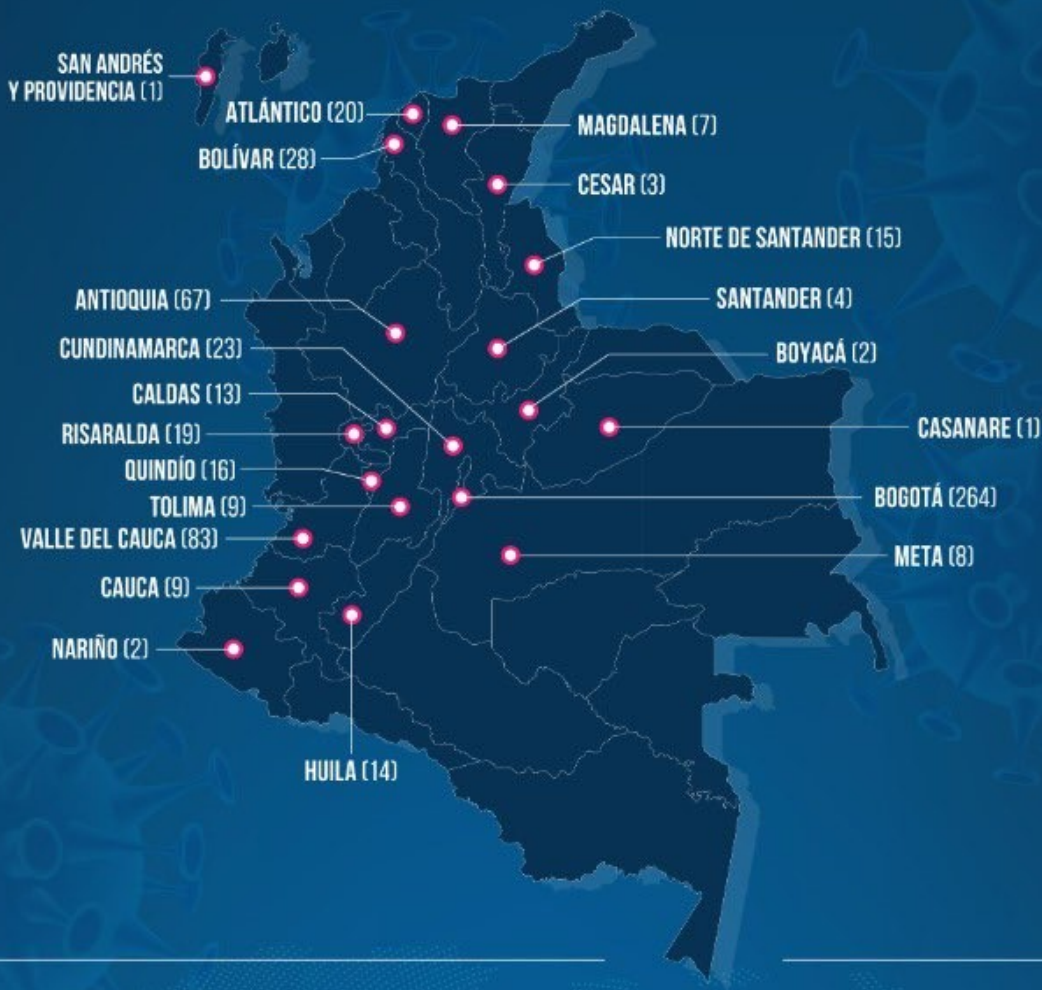 SAN ANDRÉS
Y PROVIDENCIA (1)
ATLÁNTICO (20)
MAGDALENA (7)
BOLÍVAR (28)
CESAR (3)
NORTE DE SANTANDER (15)
ANTIOQUIA (67)
SANTANDER (4)
CUNDINAMARCA (23)
BOYACÁ (2)
CALDAS (13)
CASANARE (1)
RISARALDA (19)
QUINDÍO (16)
BOGOTÁ (264)
TOLIMA (9)
VALLE DEL CAUCA (83)
META (8)
CAUCA (9)
NARIÑO (2)
HUILA (14)